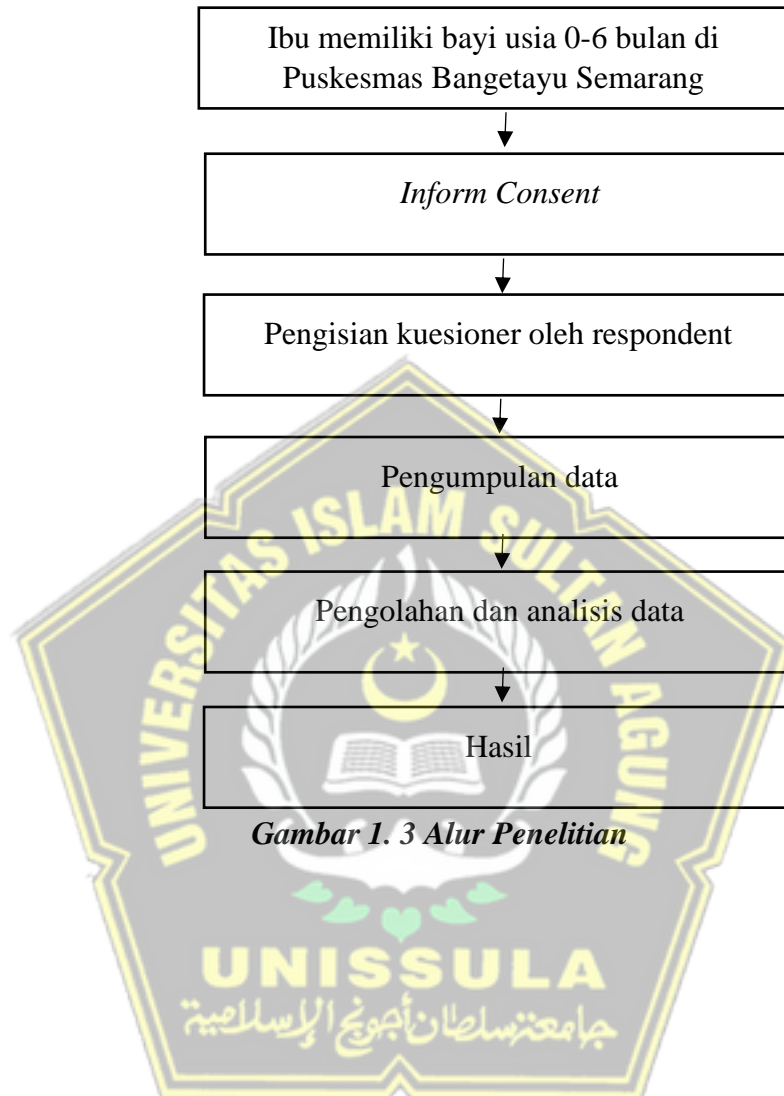 Ibu memiliki bayi usia 0-6 bulan di
Puskesmas Bangetayu Semarang
Inform Consent
Pengisian kuesioner oleh respondent
Pengumpulan data
UNIVERSITAS ISLAM SULTAN AGUNG
Pengolahan dan analisis data
Hasil
Gambar 1. 3 Alur Penelitian
UNISSULA
جامعة سلطان أجونج الإسلامية